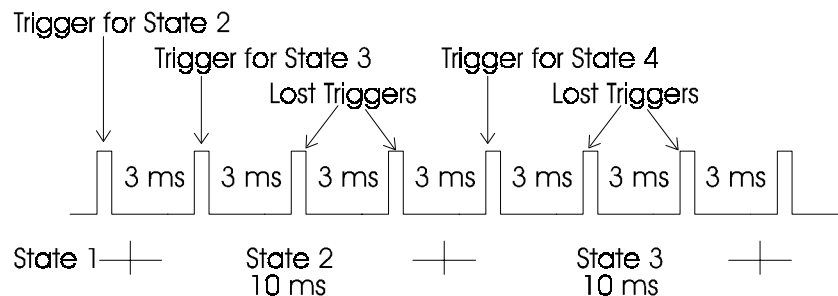 Trigger for State 2
Trigger for State 3
Trigger for State 4
Lost Triggers
Lost Triggers
3 ms 3 ms 3 ms 3 ms 3 ms 3 ms 3 ms
State 1 State 2 State 3
10 ms 10 ms